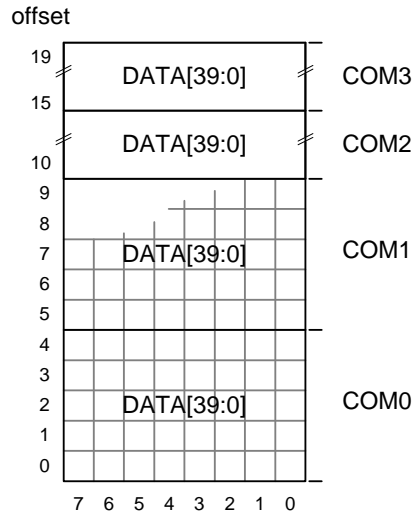 offset
19
DATA[39:0] COM3
15
DATA[39:0] COM2
10
9
8
7 DATA[39:0] COM1
6
5
4
3
2 DATA[39:0] COM0
1
0
7 6 5 4 3 2 1 0